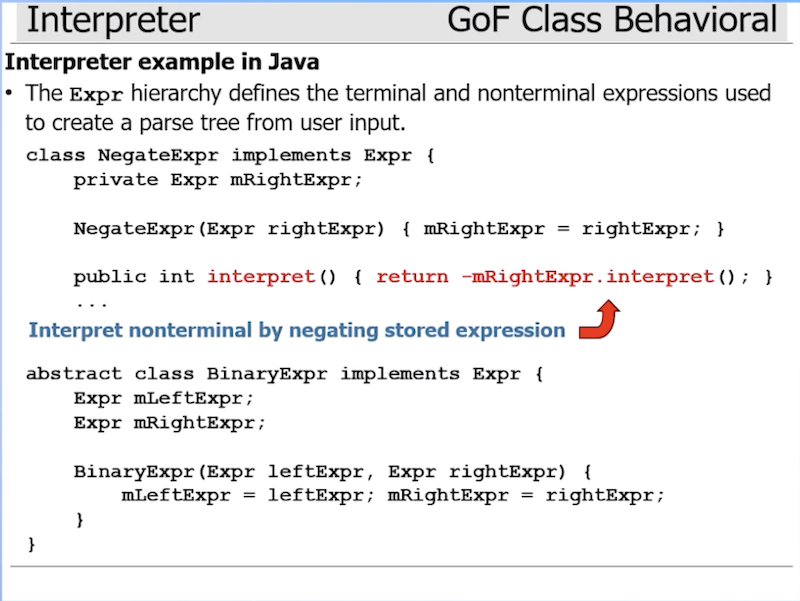 Interpreter GoF Class Behavioral
Interpreter example in Java
• The Expr hierarchy defines the terminal and nonterminal expressions used
to create a parse tree from user input.
class NegateExpr implements Expr {
    private Expr mRightExpr;
    NegateExpr(Expr rightExpr) { mRightExpr = rightExpr; }
    public int interpret() { return -mRightExpr.interpret(); }
    ...
Interpret nonterminal by negating stored expression
abstract class BinaryExpr implements Expr {
    Expr mLeftExpr;
    Expr mRightExpr;
    BinaryExpr(Expr leftExpr, Expr rightExpr) {
        mLeftExpr = leftExpr; mRightExpr = rightExpr;
    }
}